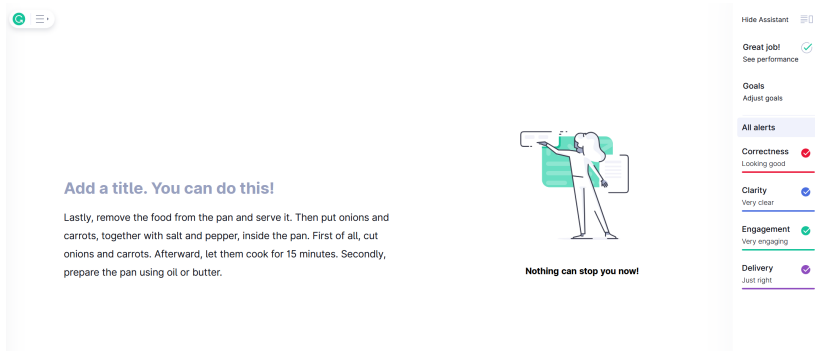 Hide Assistant
Great job!
See performance
Goals
Adjust goals
All alerts
Correctness
Looking good
Clarity
Very clear
Engagement
Very engaging
Delivery
Just right
Add a title. You can do this!
Lastly, remove the food from the pan and serve it. Then put onions and
carrots, together with salt and pepper, inside the pan. First of all, cut
onions and carrots. Afterward, let them cook for 15 minutes. Secondly,
prepare the pan using oil or butter.
Nothing can stop you now!